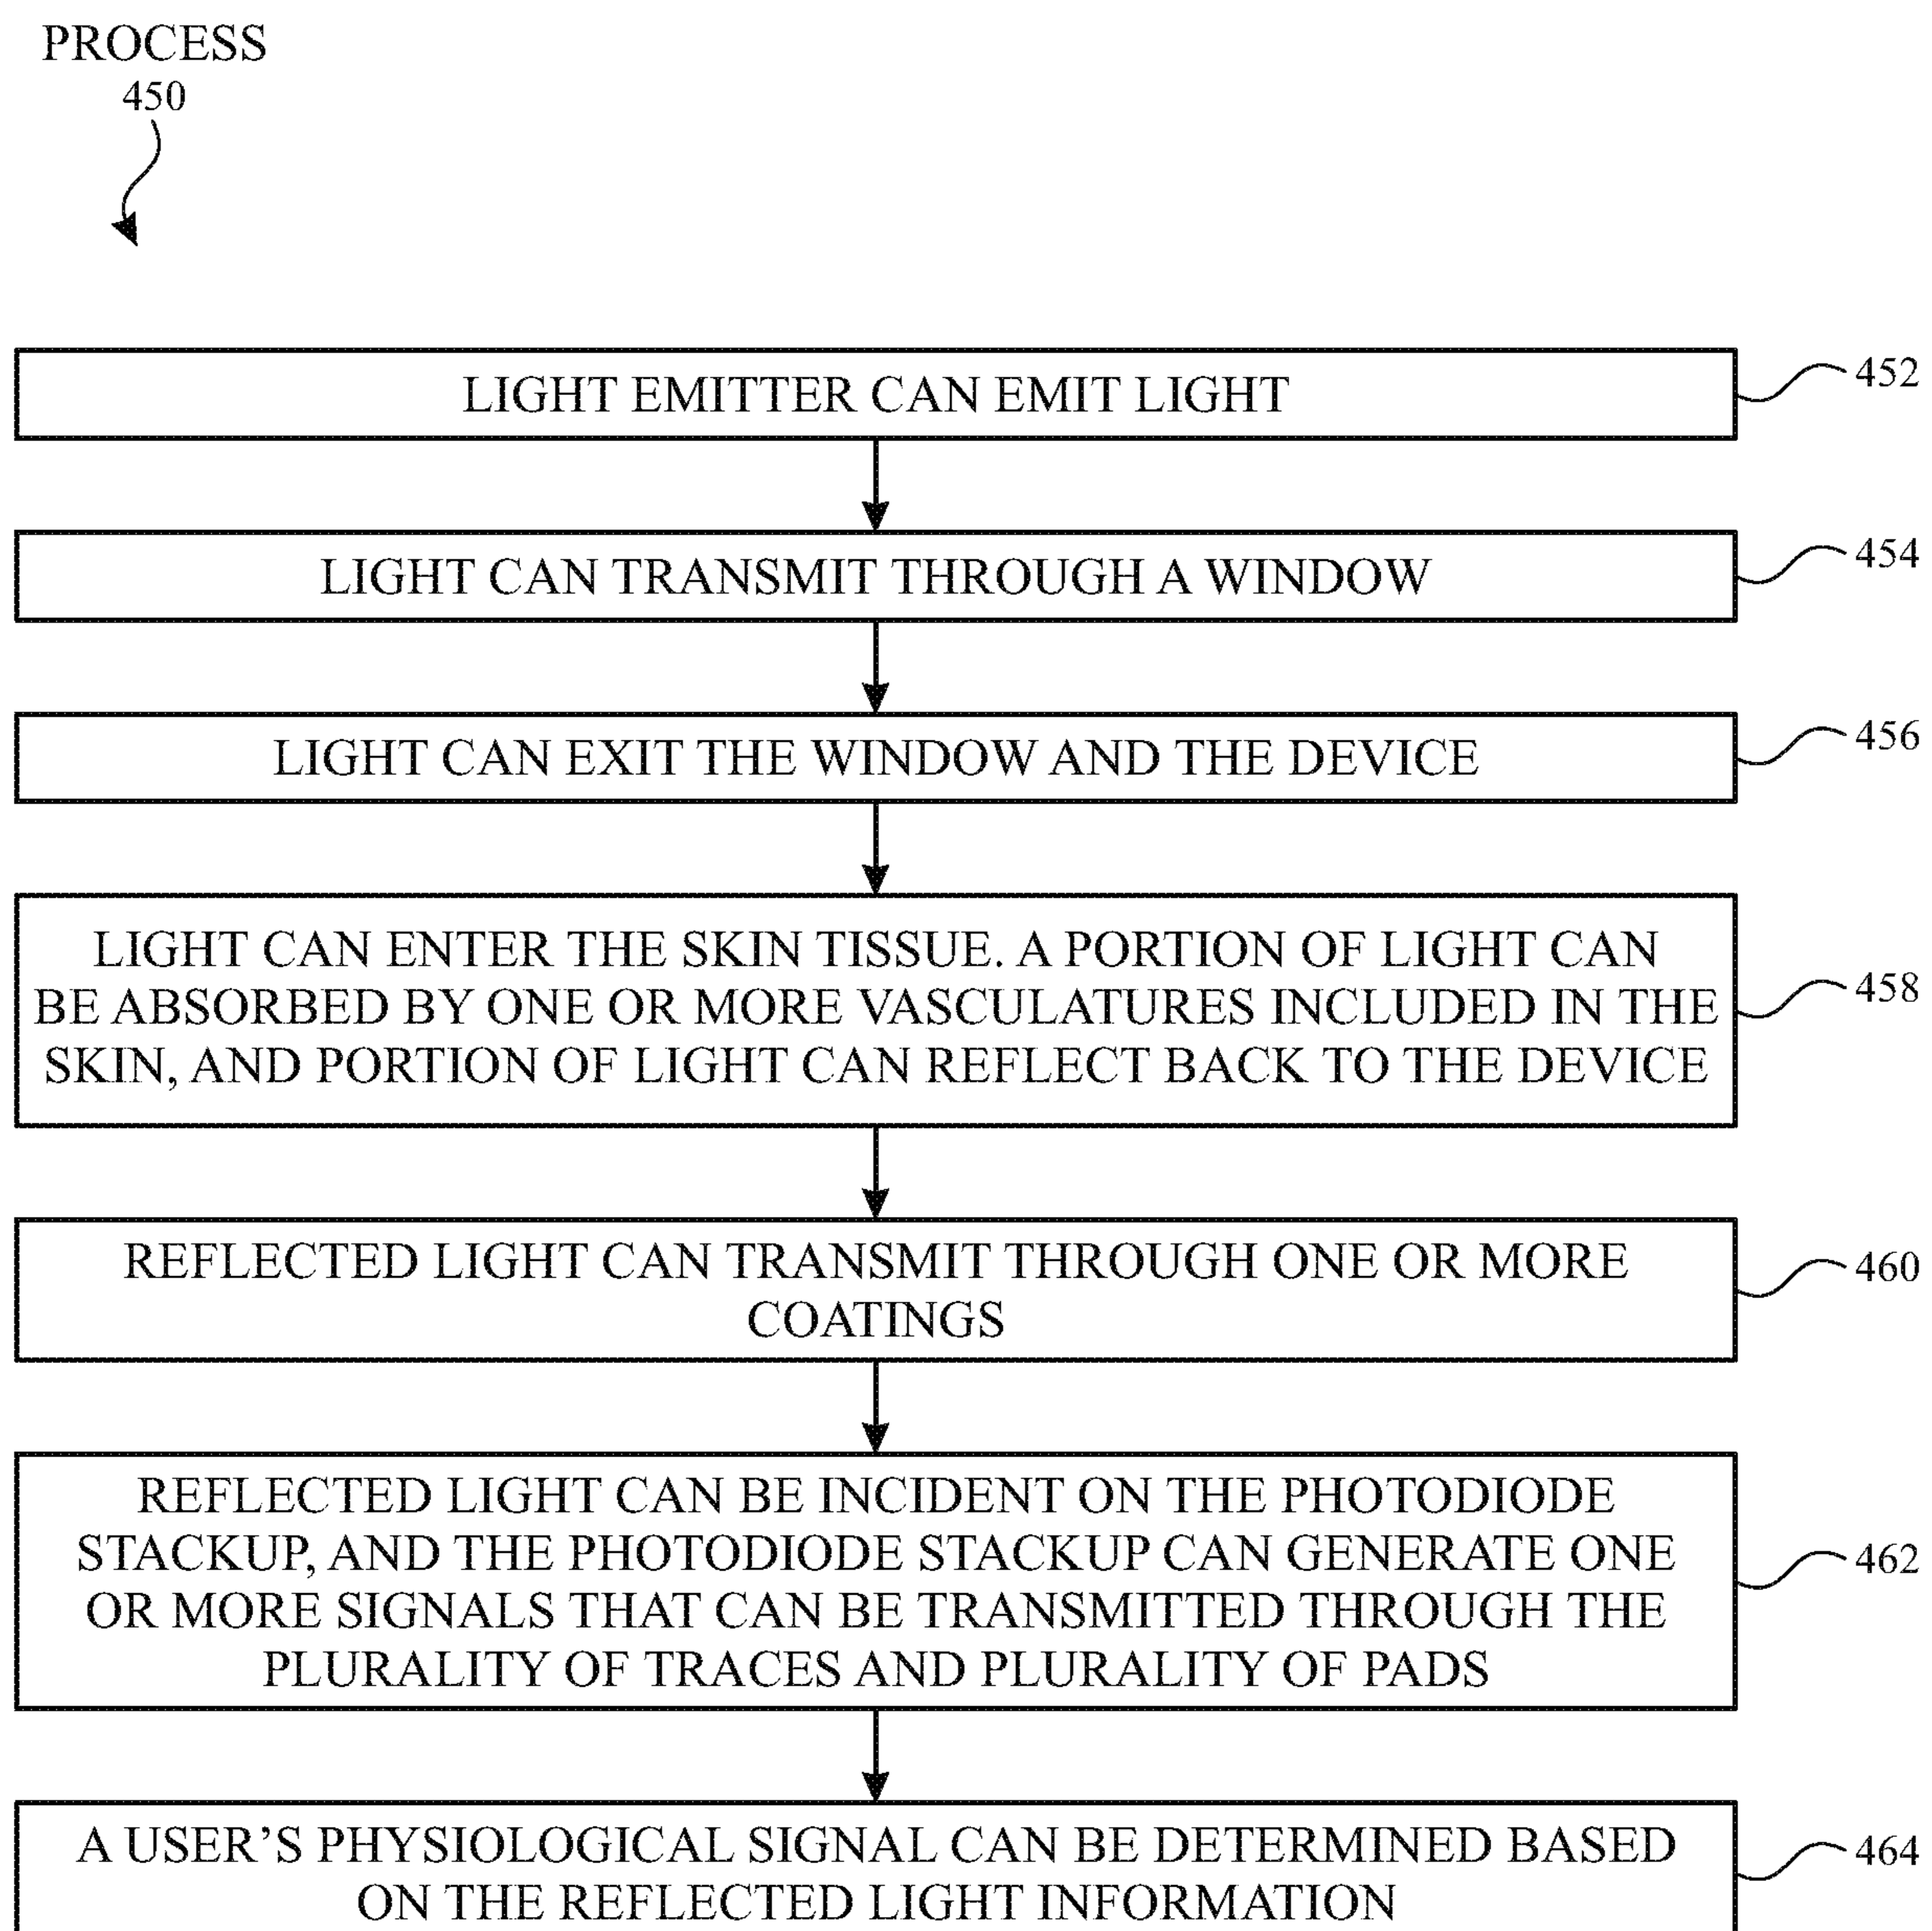 PROCESS
450
LIGHT EMITTER CAN EMIT LIGHT
452
LIGHT CAN TRANSMIT THROUGH A WINDOW
454
LIGHT CAN EXIT THE WINDOW AND THE DEVICE
456
LIGHT CAN ENTER THE SKIN TISSUE. A PORTION OF LIGHT CAN
BE ABSORBED BY ONE OR MORE VASCULATURES INCLUDED IN THE
SKIN, AND PORTION OF LIGHT CAN REFLECT BACK TO THE DEVICE
458
REFLECTED LIGHT CAN TRANSMIT THROUGH ONE OR MORE
COATINGS
460
REFLECTED LIGHT CAN BE INCIDENT ON THE PHOTODIODE
STACKUP, AND THE PHOTODIODE STACKUP CAN GENERATE ONE
OR MORE SIGNALS THAT CAN BE TRANSMITTED THROUGH THE
PLURALITY OF TRACES AND PLURALITY OF PADS
462
A USER’S PHYSIOLOGICAL SIGNAL CAN BE DETERMINED BASED
ON THE REFLECTED LIGHT INFORMATION
464